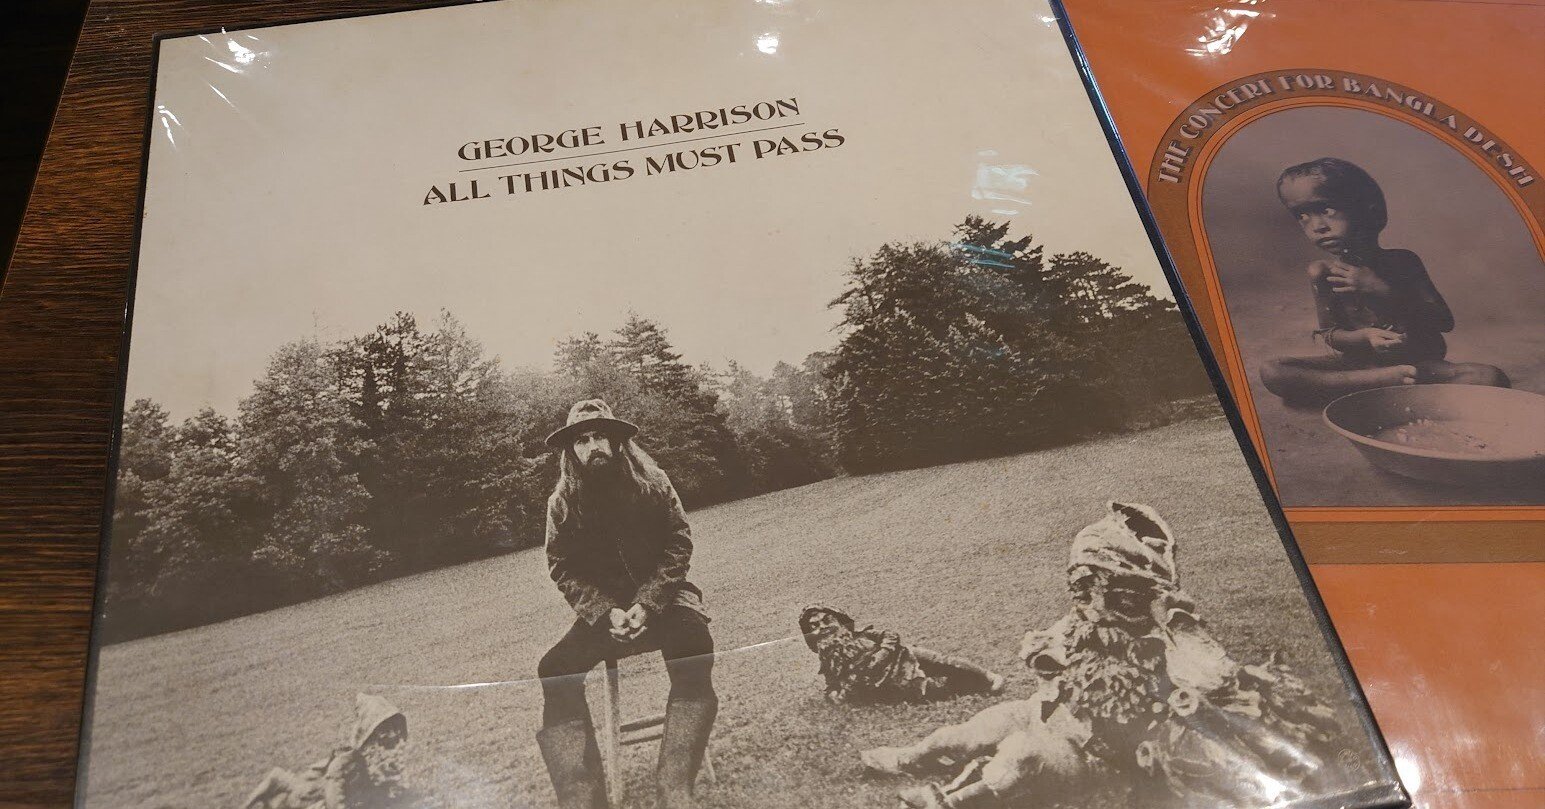 GEORGE HARRISON
ALL THINGS MUST PASS
THE CONCERT FOR BANGLA DESH